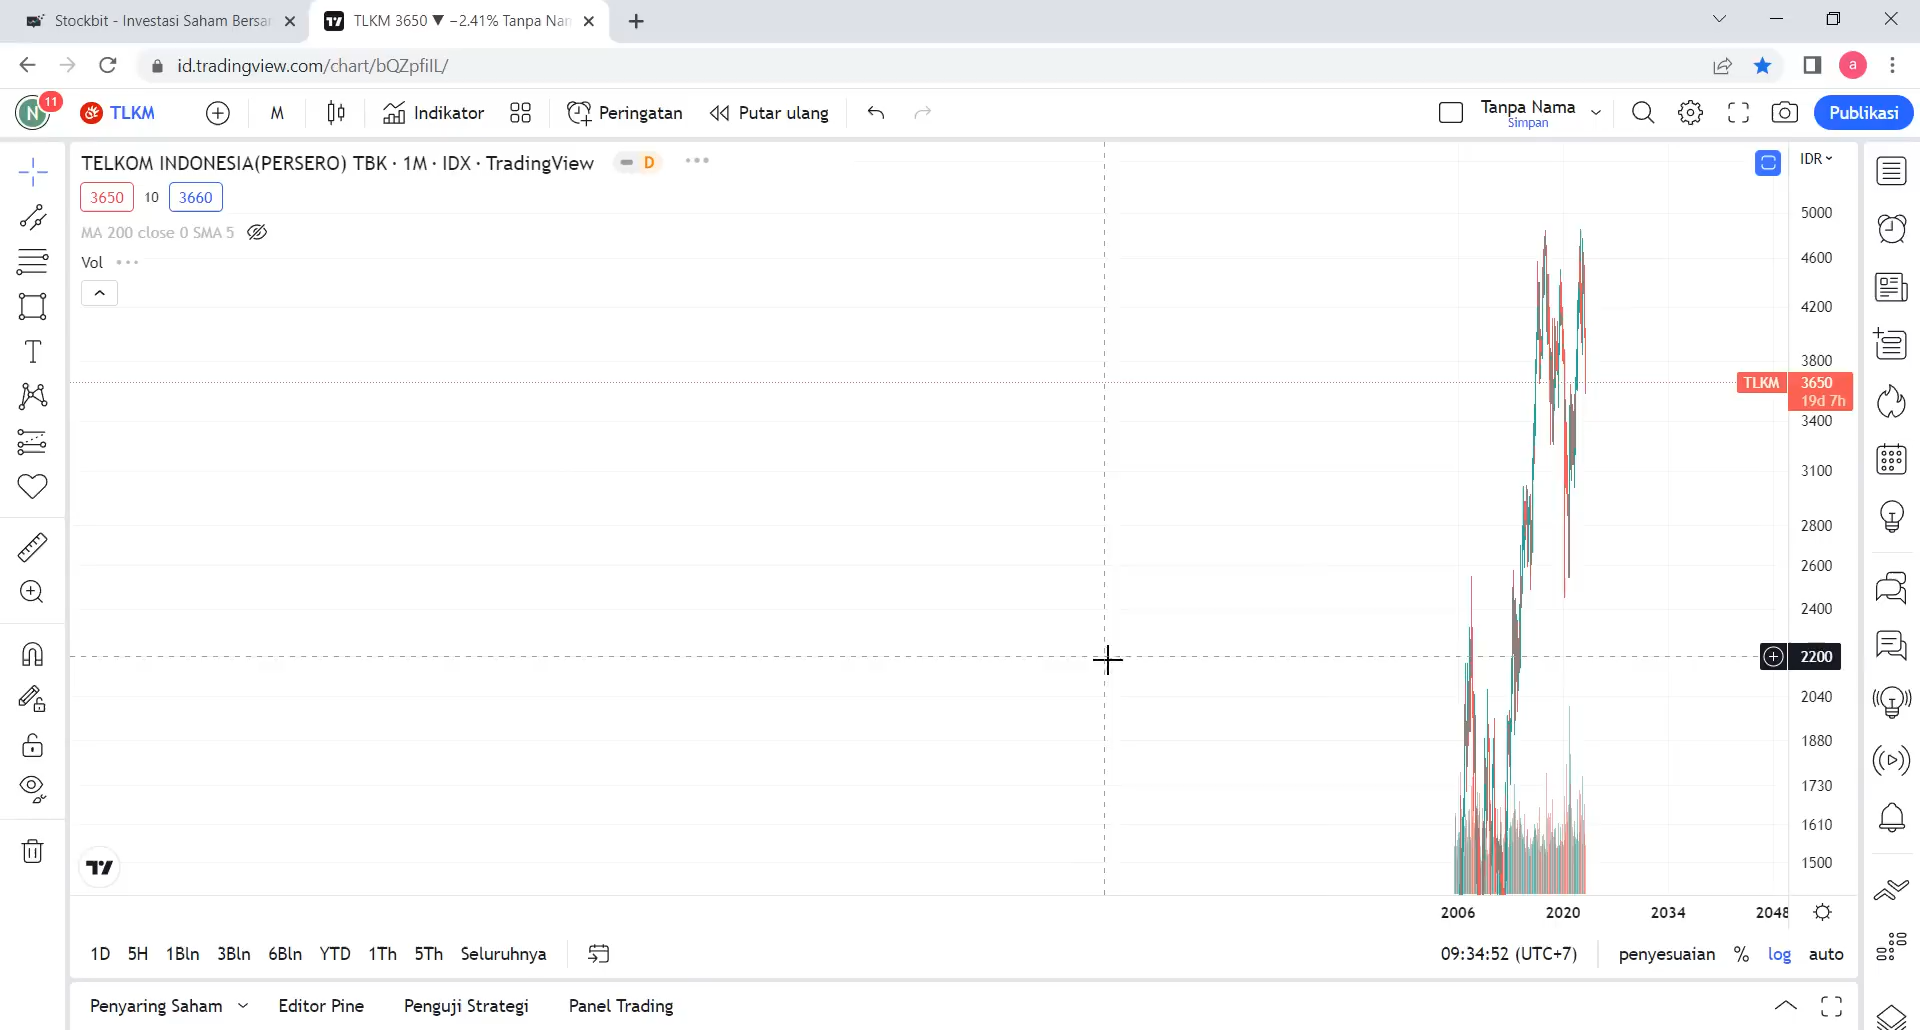 Stockbit - Investasi Saham Bersa
TLKM 3650 ▼ −2.41% Tanpa Nan
id.tradingview.com/chart/bQZpfiIL/
N 11 TLKM M Indikator Peringatan Putar ulang Tanpa Nama Simpan Publikasi
TELKOM INDONESIA(PERSERO) TBK · 1M · IDX · TradingView D
IDR
3650 10 3660
MA 200 close 0 SMA 5
Vol
5000
4600
4200
3800
TLKM 3650
19d 7h
3400
3100
2800
2600
2400
2200
2040
1880
1730
1610
1500
2006 2020 2034 2048
1D 5H 1Bln 3Bln 6Bln YTD 1Th 5Th Seluruhnya 09:34:52 (UTC+7) penyesuaian % log auto
Penyaring Saham Editor Pine Penguji Strategi Panel Trading